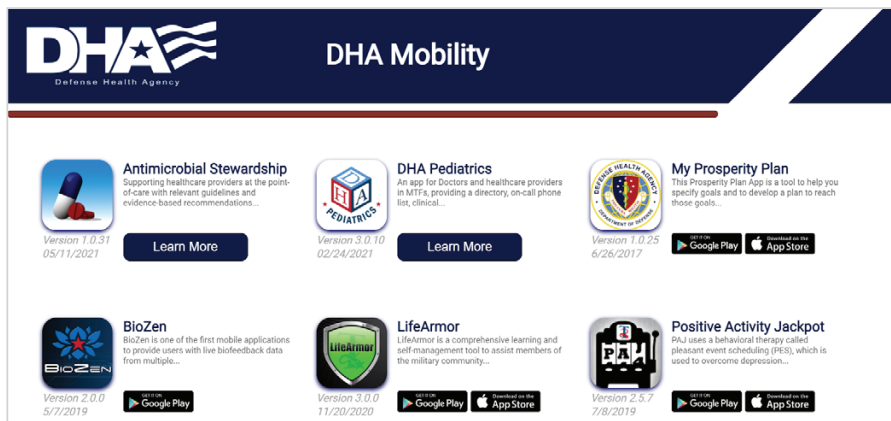 DHA
Defense Health Agency
DHA Mobility
Antimicrobial Stewardship
Supporting healthcare providers at the point-
of-care with relevant guidelines and
evidence-based recommendations...
Version 1.0.31
05/11/2021
Learn More
DHA
PEDIATRICS
DHA Pediatrics
An app for Doctors and healthcare providers
in MTFs, providing a directory, on-call phone
list, clinical...
Version 3.0.10
02/24/2021
Learn More
DEFENSE HEALTH AGENCY
DEPARTMENT OF DEFENSE
My Prosperity Plan
This Prosperity Plan App is a tool to help you
specify goals and to develop a plan to reach
those goals...
Version 1.0.25
6/26/2017
GET IT ON
Google Play
Download on the
App Store
BIOZEN
BioZen
BioZen is one of the first mobile applications
to provide users with live biofeedback data
from multiple...
Version 2.0.0
5/7/2019
GET IT ON
Google Play
LifeArmor
LifeArmor
LifeArmor is a comprehensive learning and
self-management tool to assist members of
the military community...
Version 3.0.0
11/20/2020
GET IT ON
Google Play
Download on the
App Store
PAJ
Positive Activity Jackpot
PAJ uses a behavioral therapy called
pleasant event scheduling (PES), which is
used to overcome depression...
Version 2.5.7
7/8/2019
GET IT ON
Google Play
Download on the
App Store